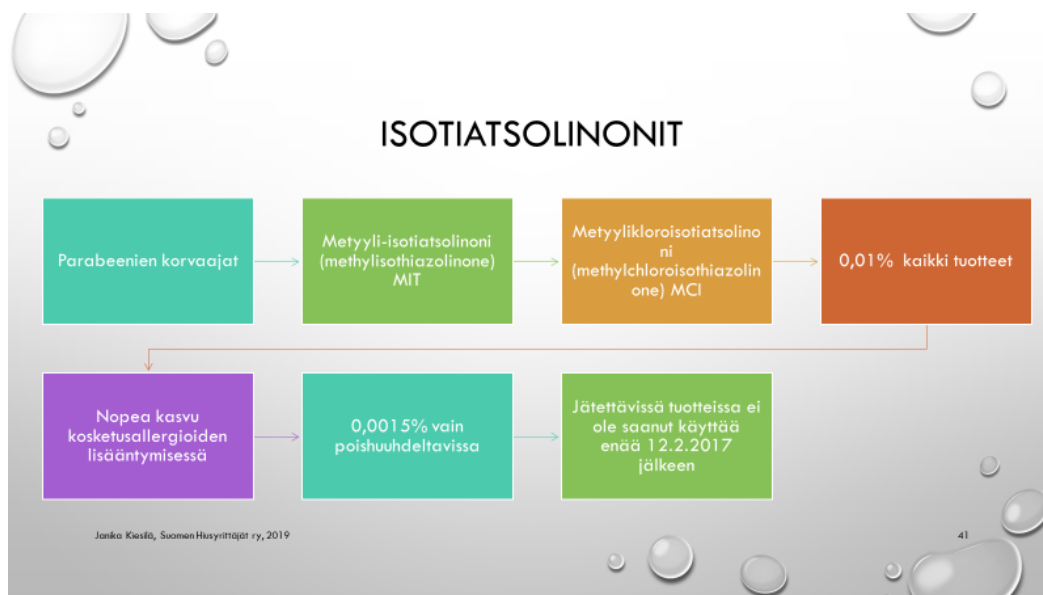 ISOTIATSOLINONIT
Parabeenien korvaajat
Metyyli-isotiatsolinoni
(methylisothiazolinone)
MIT
Metyylikloroisotiatsolino
ni
(methylchloroisothiazolin
one) MCI
0,01% kaikki tuotteet
Nopea kasvu
kosketusallergioiden
lisääntymisessä
0,0015% vain
poishuuhdeltavissa
Jätettävissä tuotteissa ei
ole saanut käyttää
enää 12.2.2017
jälkeen
Janika Kiesilä, Suomen Hiusyrittäjät ry, 2019
41